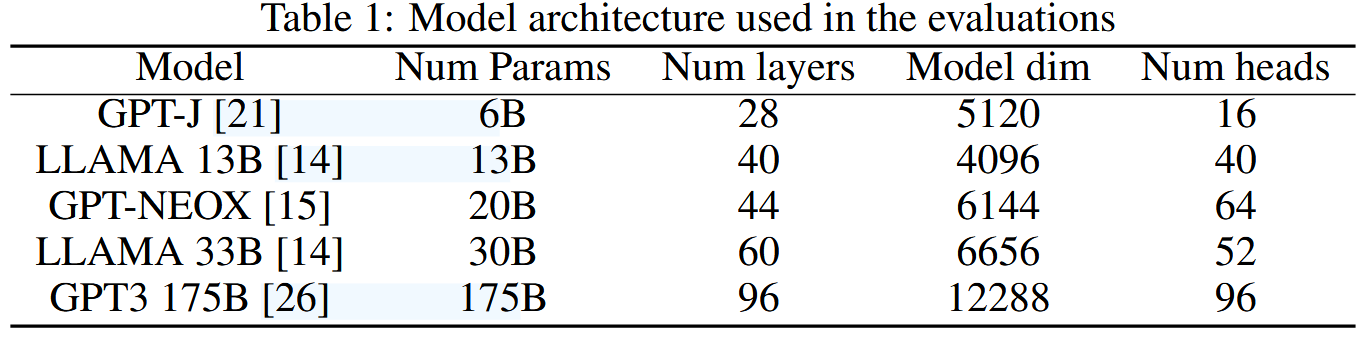 Table 1: Model architecture used in the evaluations
Model Num Params Num layers Model dim Num heads
GPT-J [21] 6B 28 5120 16
LLAMA 13B [14] 13B 40 4096 40
GPT-NEOX [15] 20B 44 6144 64
LLAMA 33B [14] 30B 60 6656 52
GPT3 175B [26] 175B 96 12288 96